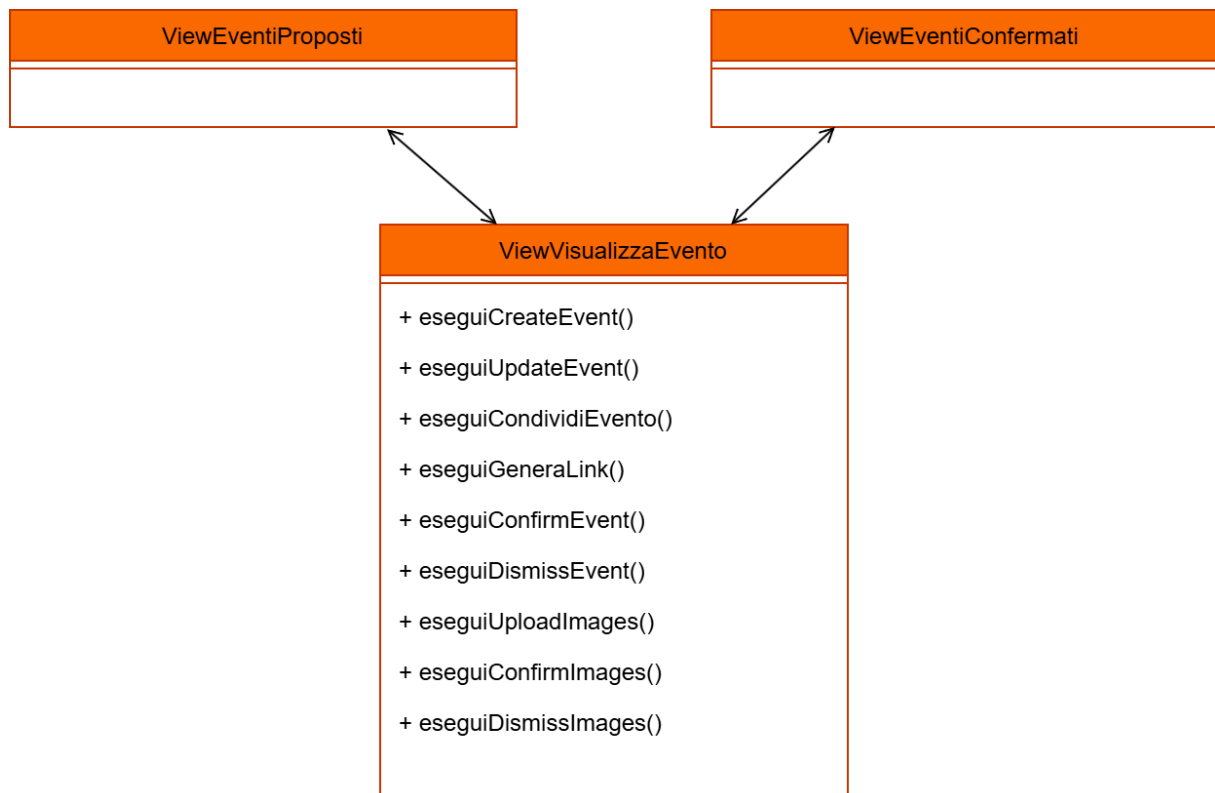 ViewEventiProposti
ViewEventiConfermati
ViewVisualizzaEvento
+ eseguiCreateEvent()
+ eseguiUpdateEvent()
+ eseguiCondividiEvento()
+ eseguiGeneraLink()
+ eseguiConfirmEvent()
+ eseguiDismissEvent()
+ eseguiUploadImages()
+ eseguiConfirmImages()
+ eseguiDismissImages()